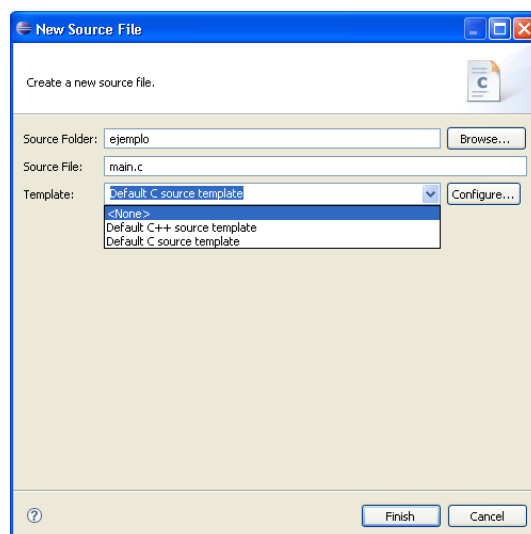 New Source File
Create a new source file.
C
Source Folder: ejemplo Browse...
Source File: main.c
Template: Default C source template Configure...
<None>
Default C++ source template
Default C source template
? Finish Cancel